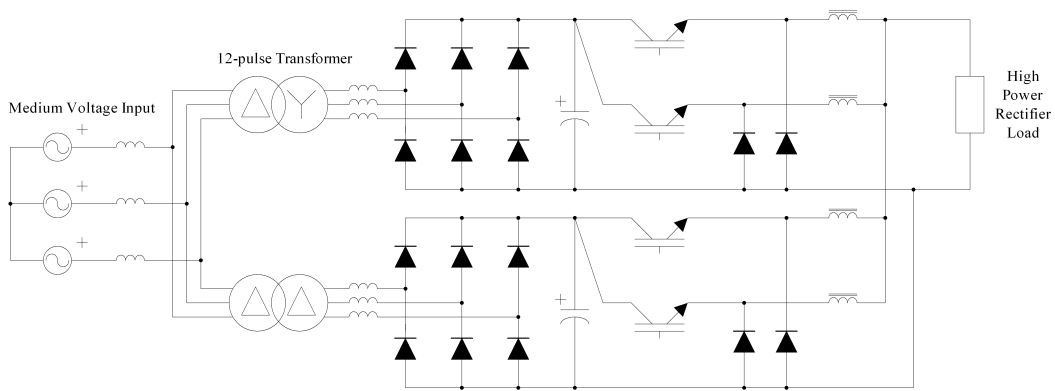 12-pulse Transformer
Medium Voltage Input
High
Power
Rectifier
Load